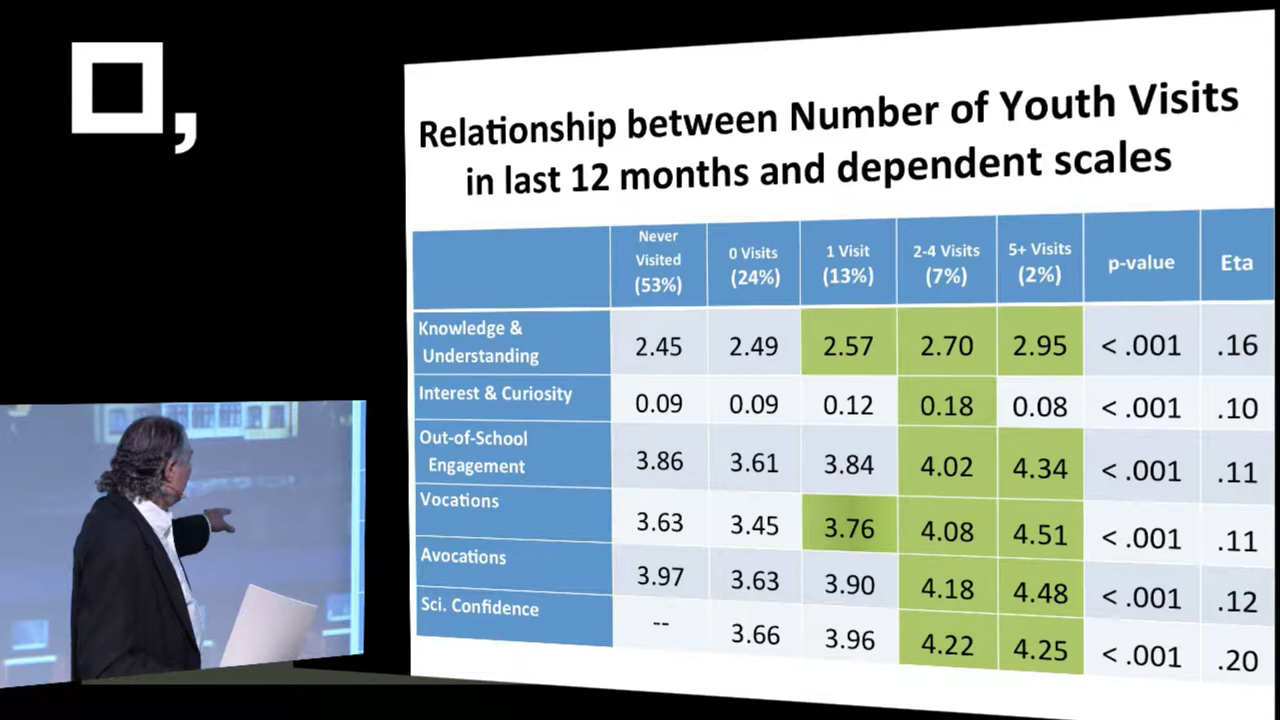 Relationship between Number of Youth Visits
in last 12 months and dependent scales
Never Visited (53%) 0 Visits (24%) 1 Visit (13%) 2-4 Visits (7%) 5+ Visits (2%) p-value Eta
Knowledge & Understanding 2.45 2.49 2.57 2.70 2.95 < .001 .16
Interest & Curiosity 0.09 0.09 0.12 0.18 0.08 < .001 .10
Out-of-School Engagement 3.86 3.61 3.84 4.02 4.34 < .001 .11
Vocations 3.63 3.45 3.76 4.08 4.51 < .001 .11
Avocations 3.97 3.63 3.90 4.18 4.48 < .001 .12
Sci. Confidence -- 3.66 3.96 4.22 4.25 < .001 .20